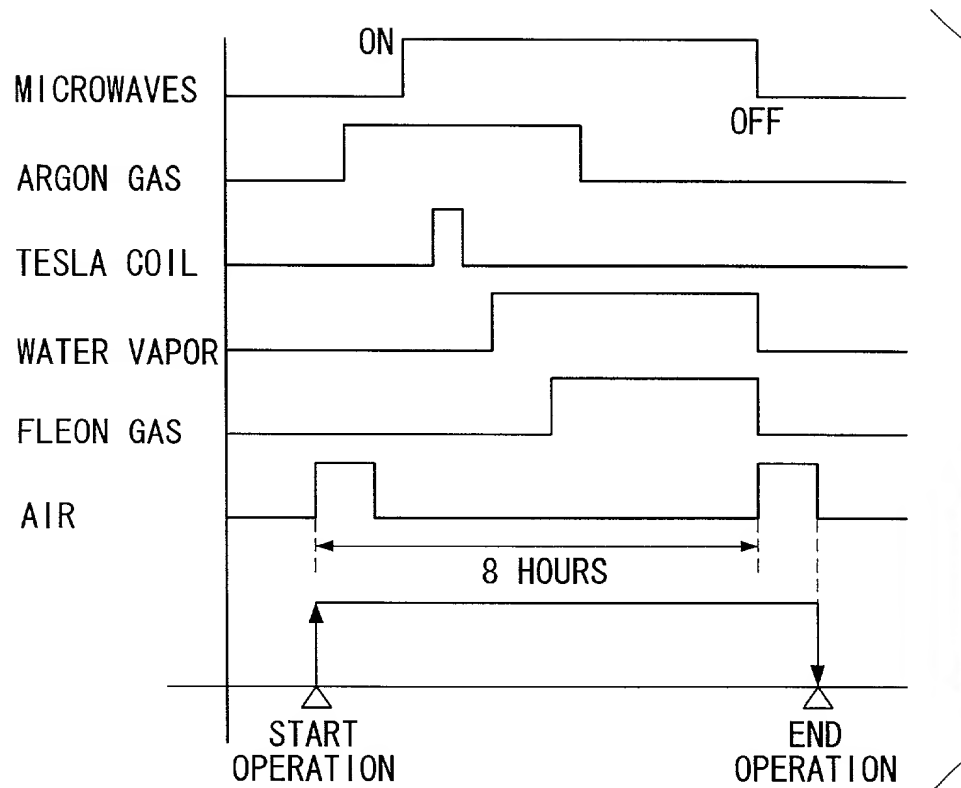 ON
MICROWAVES
OFF
ARGON GAS
TESLA COIL
WATER VAPOR
FLEON GAS
AIR
8 HOURS
START
OPERATION
END
OPERATION